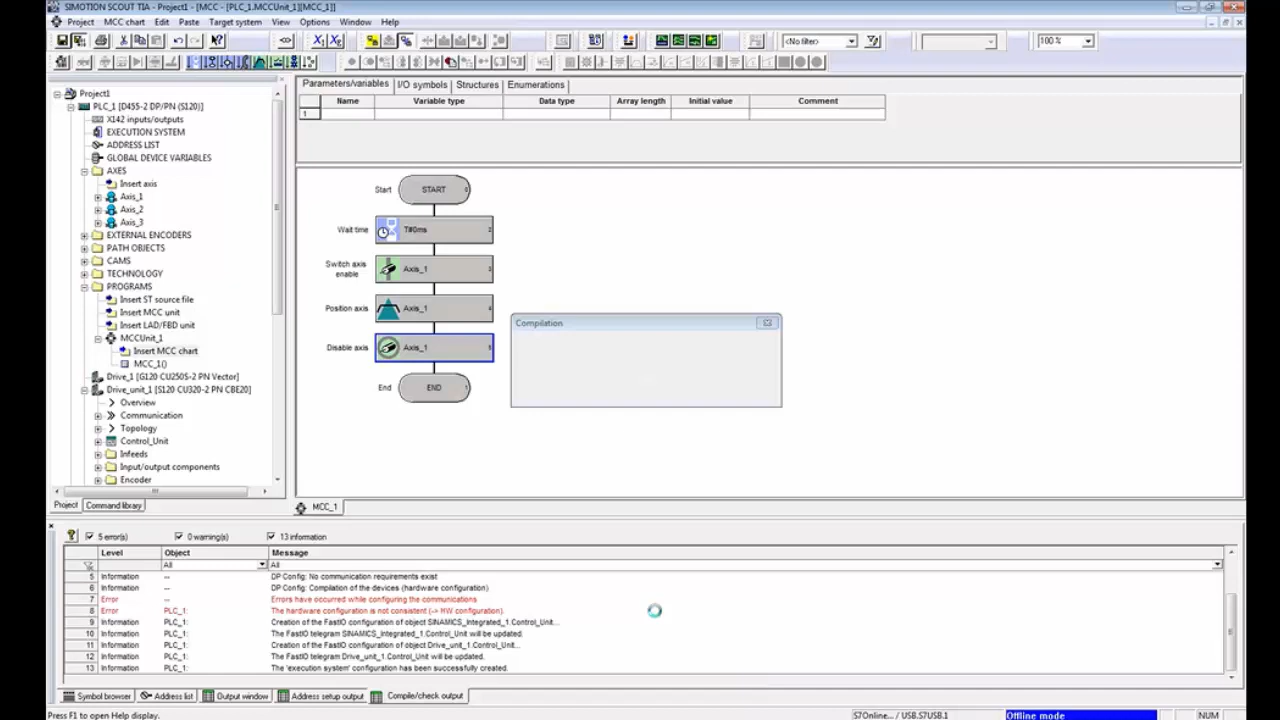 SIMOTION SCOUT TIA - Project1 - [MCC - [PLC_1.MCCUnit_1][MCC_1]]
Project MCC chart Edit Paste Target system View Options Window Help
<No filter> 100 %
Project1
PLC_1 [D455-2 DP/PN (S120)]
X142 inputs/outputs
EXECUTION SYSTEM
ADDRESS LIST
GLOBAL DEVICE VARIABLES
AXES
Insert axis
Axis_1
Axis_2
Axis_3
EXTERNAL ENCODERS
PATH OBJECTS
CAMS
TECHNOLOGY
PROGRAMS
Insert ST source file
Insert MCC unit
Insert LAD/FBD unit
MCCUnit_1
Insert MCC chart
MCC_1()
Drive_1 [G120 CU250S-2 PN Vector]
Drive_unit_1 [S120 CU320-2 PN CBE20]
Overview
Communication
Topology
Control_Unit
Infeeds
Input/output components
Encoder
Project Command library
Parameters/variables I/O symbols Structures Enumerations
Name Variable type Data type Array length Initial value Comment
1
Start START
Wait time T#0ms
Switch axis enable Axis_1
Position axis Axis_1
Disable axis Axis_1
End END
Compilation
MCC_1
5 error(s) 0 warning(s) 13 information
Level Object Message
All All
5 Information -- DP Config: No communication requirements exist
6 Information -- DP Config: Compilation of the devices (hardware configuration)
7 Error -- Errors have occurred while configuring the communications
8 Error PLC_1: The hardware configuration is not consistent (-> HW configuration).
9 Information PLC_1: Creation of the FastIO configuration of object SINAMICS_Integrated_1.Control_Unit...
10 Information PLC_1: The FastIO telegram SINAMICS_Integrated_1.Control_Unit will be updated.
11 Information PLC_1: Creation of the FastIO configuration of object Drive_unit_1.Control_Unit...
12 Information PLC_1: The FastIO telegram Drive_unit_1.Control_Unit will be updated.
13 Information PLC_1: The 'execution system' configuration has been successfully created.
Symbol browser Address list Output window Address setup output Compile/check output
Press F1 to open Help display. S7Online... / USB.S7USB.1 Offline mode NUM